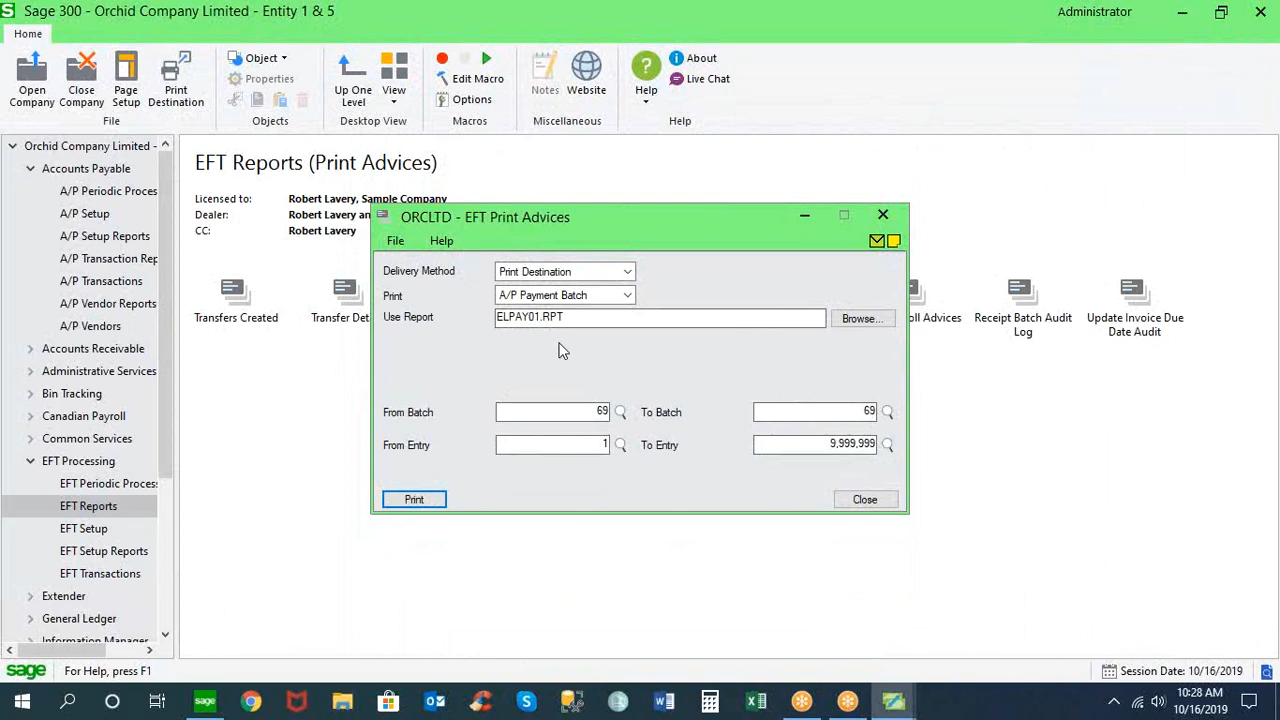 Sage 300 - Orchid Company Limited - Entity 1 & 5
Administrator
Home
Open Company
Close Company
Page Setup
Print Destination
File
Object
Properties
Objects
Up One Level
View
Desktop View
Edit Macro
Options
Macros
Notes
Website
Miscellaneous
Help
About
Live Chat
Help
Orchid Company Limited -
Accounts Payable
A/P Periodic Proces
A/P Setup
A/P Setup Reports
A/P Transaction Rep
A/P Transactions
A/P Vendor Reports
A/P Vendors
Accounts Receivable
Administrative Services
Bin Tracking
Canadian Payroll
Common Services
EFT Processing
EFT Periodic Proces
EFT Reports
EFT Setup
EFT Setup Reports
EFT Transactions
Extender
General Ledger
Information Manager
EFT Reports (Print Advices)
Licensed to: Robert Lavery, Sample Company
Dealer: Robert Lavery an
CC: Robert Lavery
Transfers Created
Transfer Det
oll Advices
Receipt Batch Audit Log
Update Invoice Due Date Audit
ORCLTD - EFT Print Advices
File Help
Delivery Method Print Destination
Print A/P Payment Batch
Use Report ELPAY01.RPT Browse...
From Batch 69 To Batch 69
From Entry 1 To Entry 9,999,999
Print Close
sage For Help, press F1
Session Date: 10/16/2019
sage
10:28 AM
10/16/2019